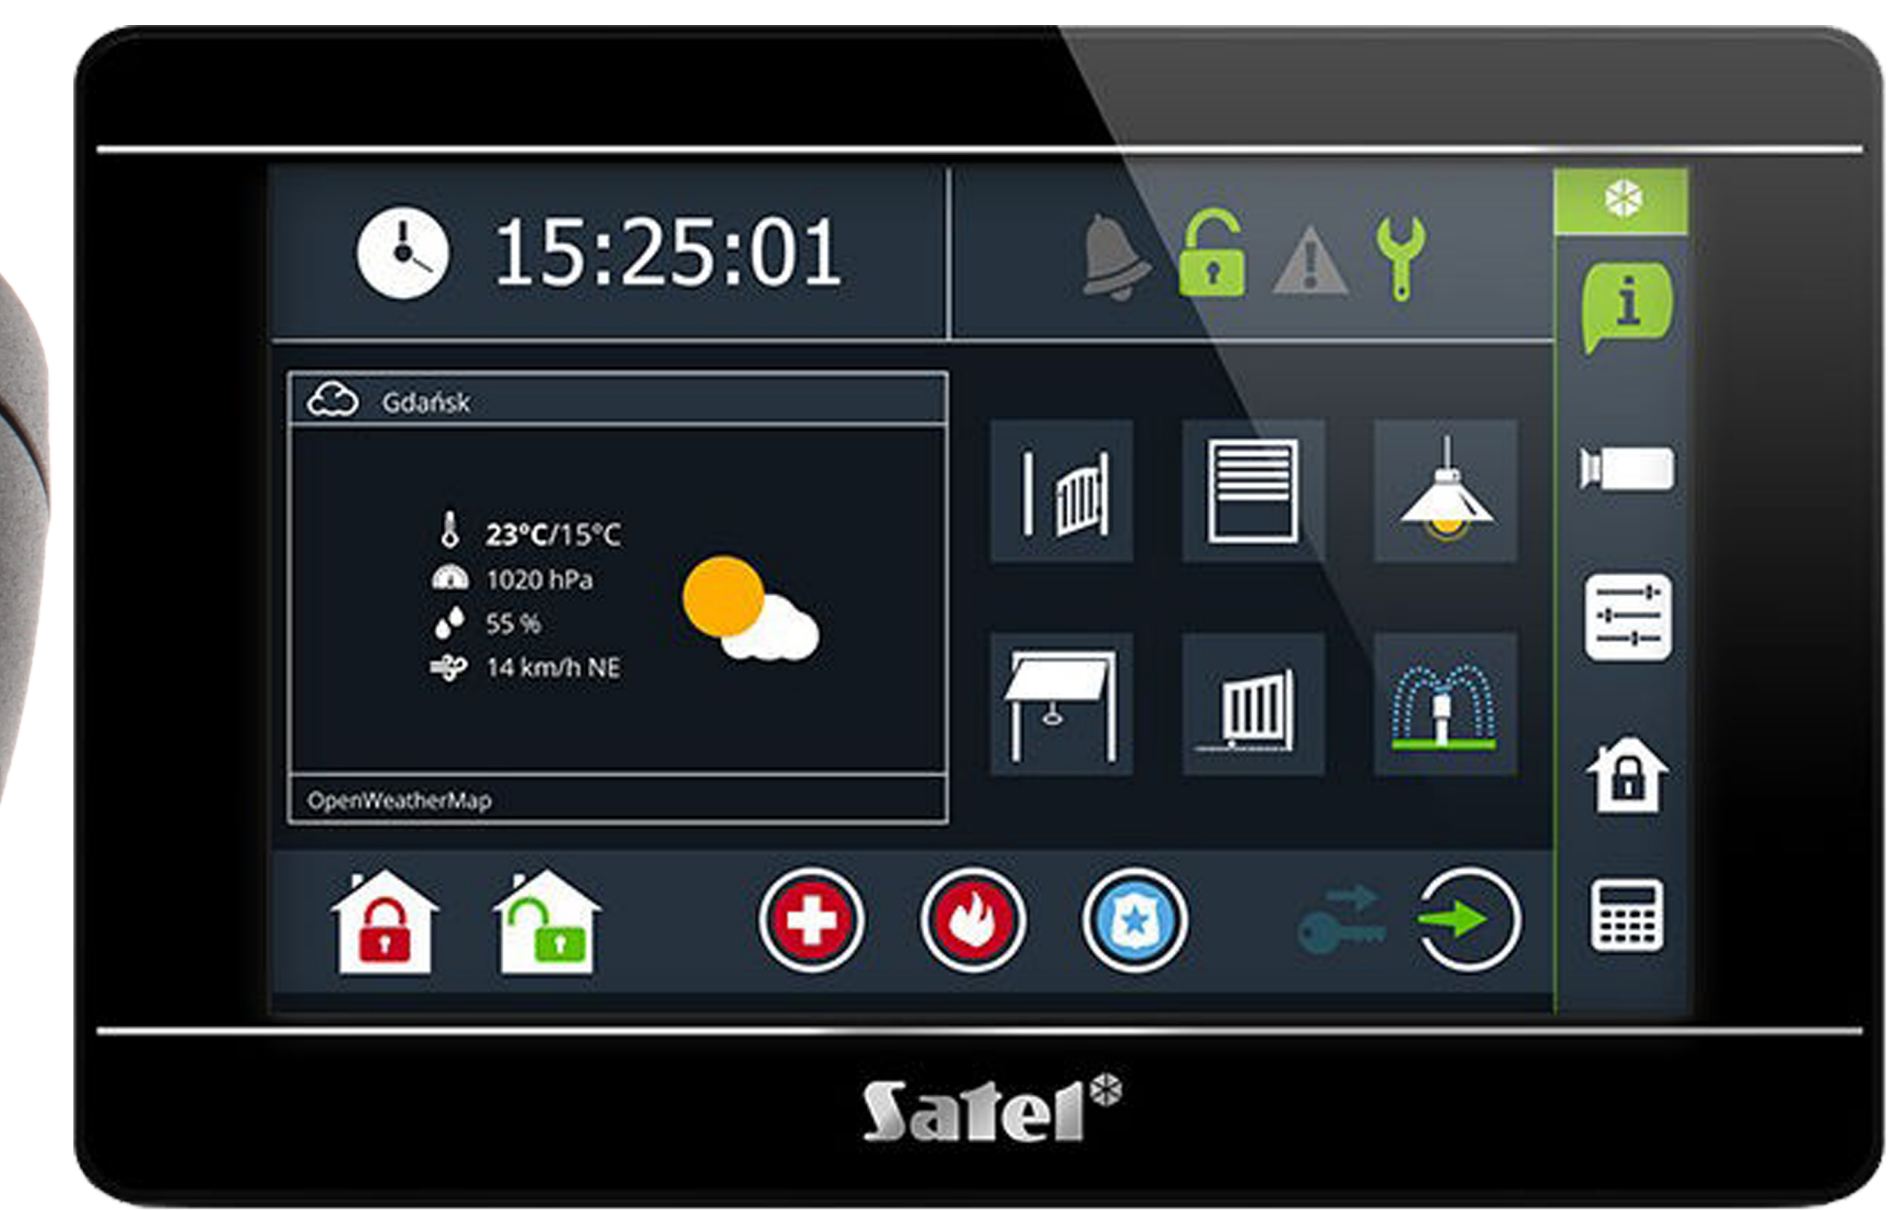 15:25:01
i
Gdańsk
23°C/15°C
1020 hPa
55 %
14 km/h NE
OpenWeatherMap
Satel